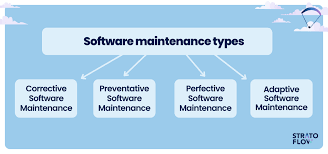 Software maintenance types
Corrective
Software
Maintenance
Preventative
Software
Maintenance
Perfective
Software
Maintenance
Adaptive
Software
Maintenance
STRATO
FLOW